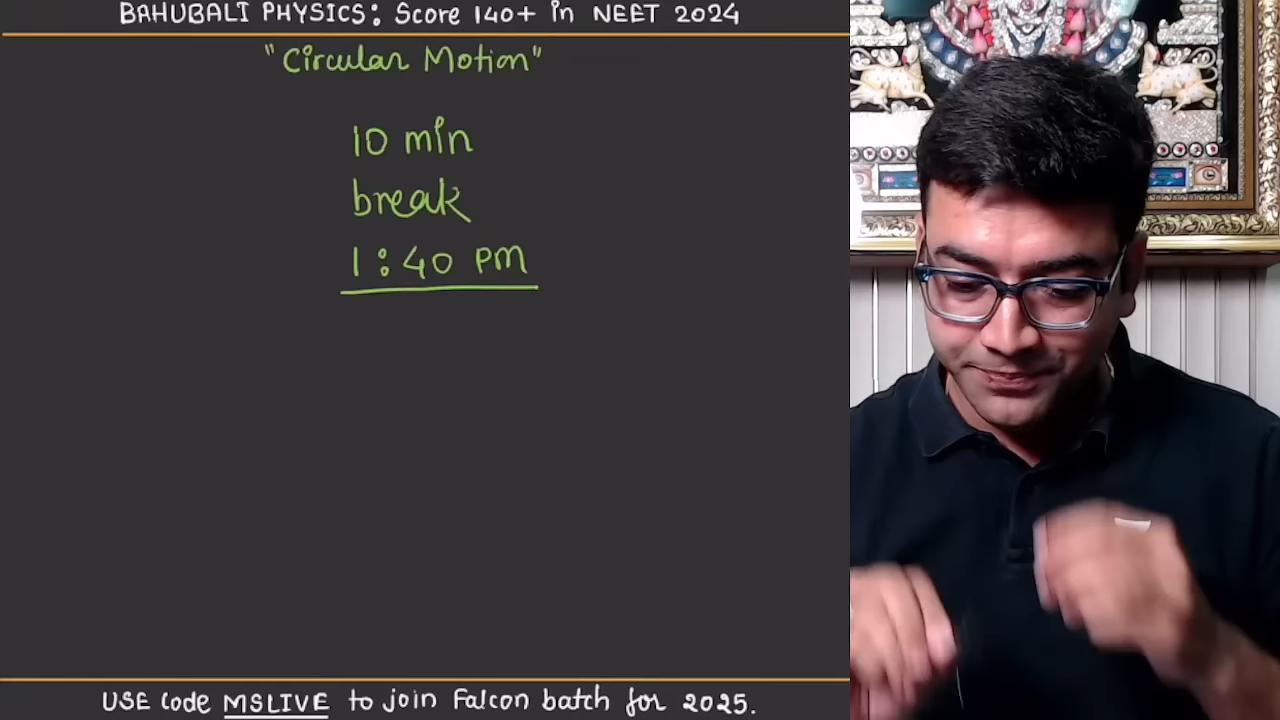 BAHUBALI PHYSICS: Score 140+ in NEET 2024
"Circular Motion"
10 min
break
1:40 PM
USE Code MSLIVE to join Falcon batch for 2025.